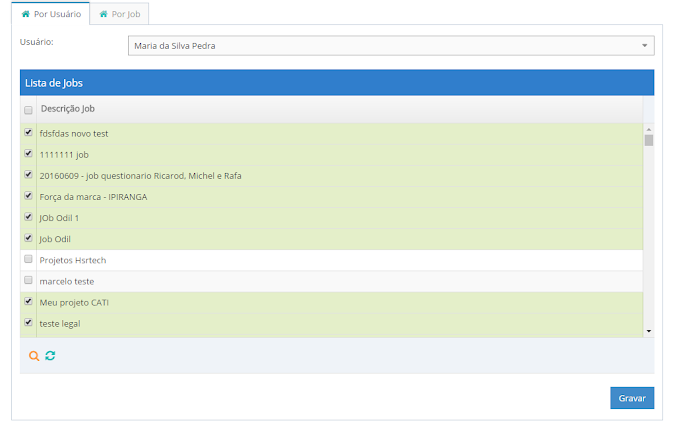 Por Usuário Por Job
Usuário: Maria da Silva Pedra
Lista de Jobs
Descrição Job
fdsfdas novo test
1111111 job
20160609 - job questionario Ricarod, Michel e Rafa
Força da marca - IPIRANGA
JOb Odil 1
Job Odil
Projetos Hsrtech
marcelo teste
Meu projeto CATI
teste legal
Gravar